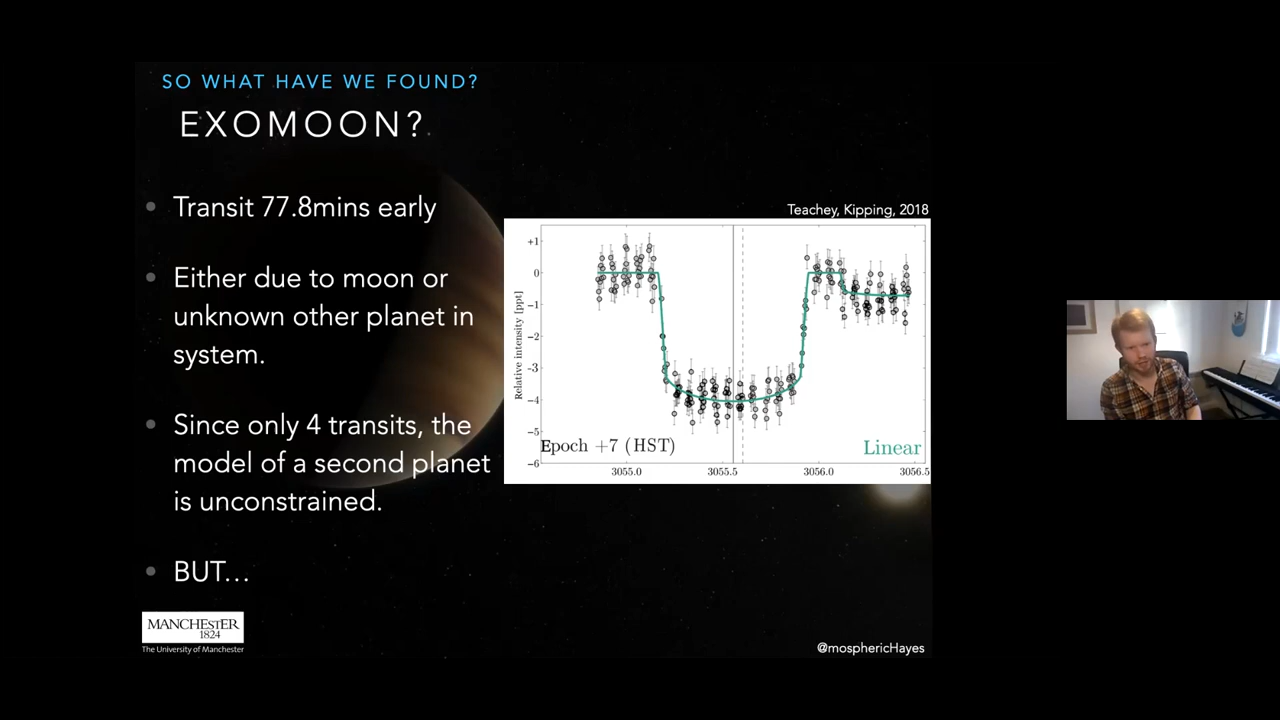 SO WHAT HAVE WE FOUND?
EXOMOON?
• Transit 77.8mins early
• Either due to moon or
unknown other planet in
system.
• Since only 4 transits, the
model of a second planet
is unconstrained.
• BUT...
Teachey, Kipping, 2018
Relative intensity [ppt]
+1
0
−1
−2
−3
−4
−5
−6
Epoch +7 (HST)
Linear
3055.0
3055.5
3056.0
3056.5
MANCHESTER
1824
The University of Manchester
@mosphericHayes